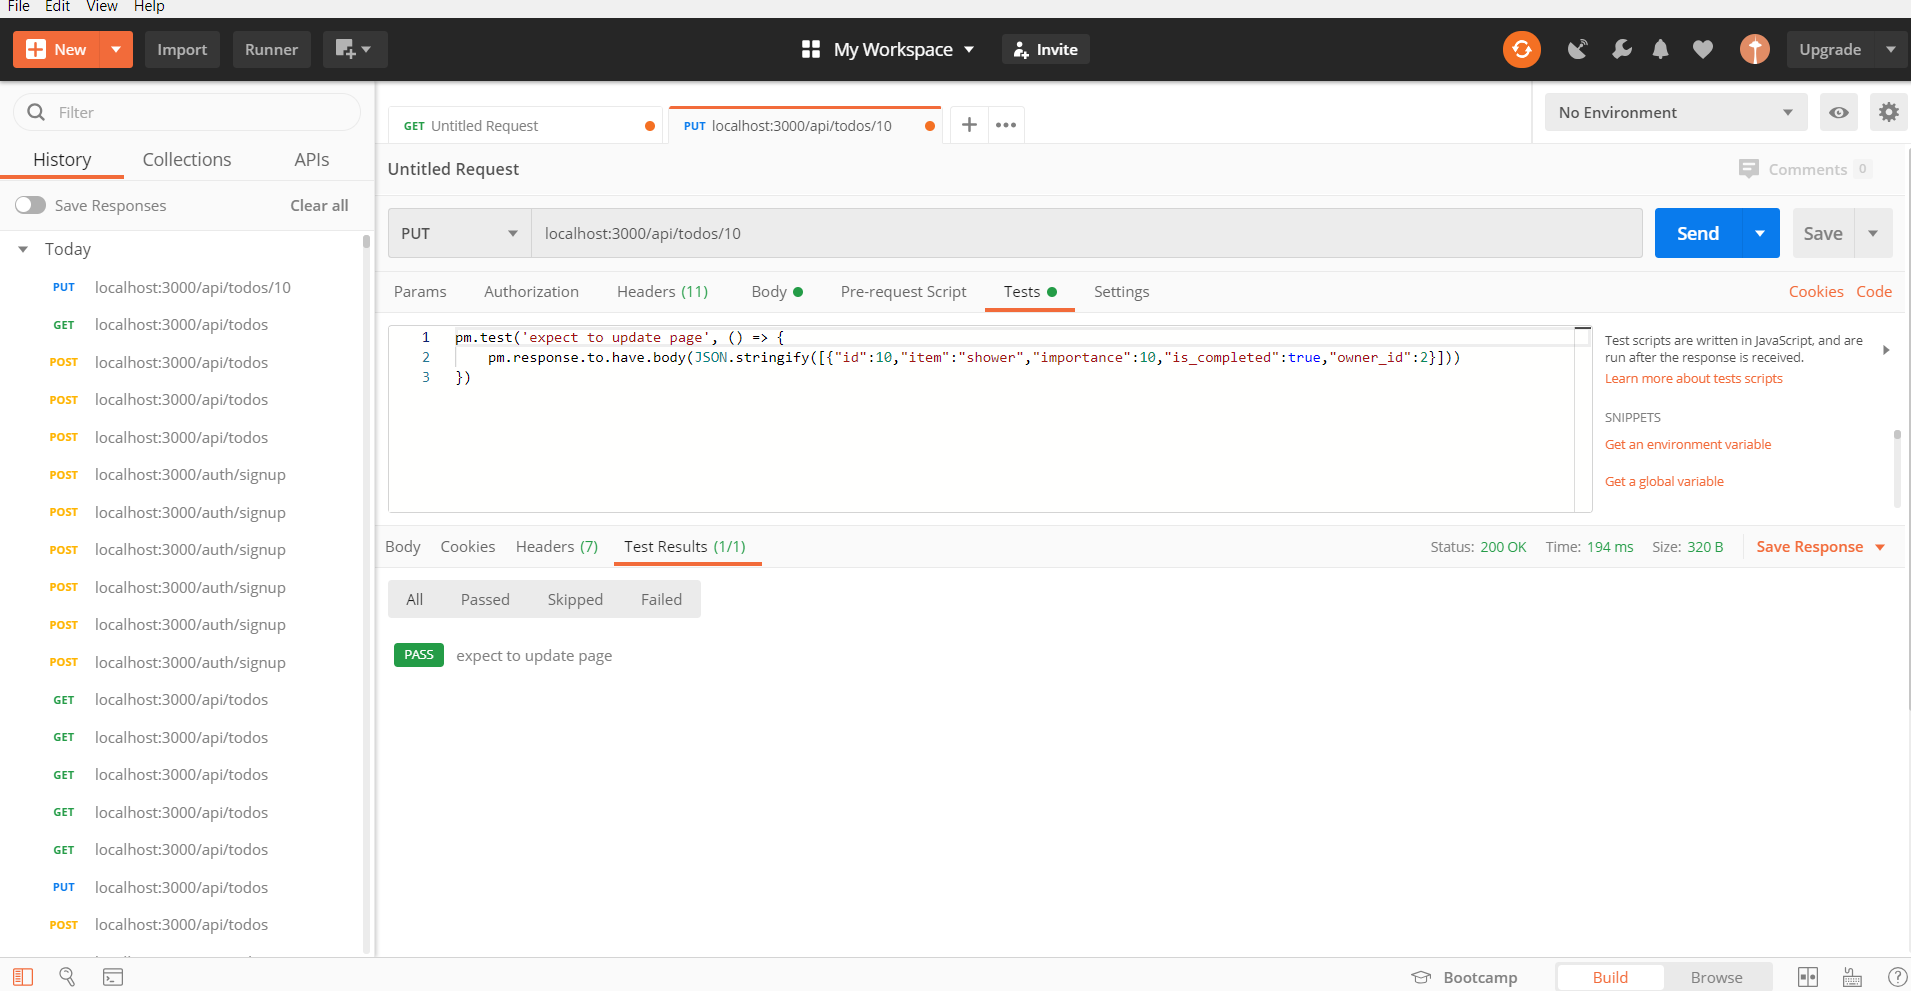 File Edit View Help
New Import Runner My Workspace Invite Upgrade
Filter
History Collections APIs
Save Responses Clear all
Today
PUT localhost:3000/api/todos/10
GET localhost:3000/api/todos
POST localhost:3000/api/todos
POST localhost:3000/api/todos
POST localhost:3000/api/todos
POST localhost:3000/auth/signup
POST localhost:3000/auth/signup
POST localhost:3000/auth/signup
POST localhost:3000/auth/signup
POST localhost:3000/auth/signup
POST localhost:3000/auth/signup
GET localhost:3000/api/todos
GET localhost:3000/api/todos
GET localhost:3000/api/todos
GET localhost:3000/api/todos
GET localhost:3000/api/todos
PUT localhost:3000/api/todos
POST localhost:3000/api/todos
GET Untitled Request PUT localhost:3000/api/todos/10
No Environment
Untitled Request Comments 0
PUT localhost:3000/api/todos/10 Send Save
Params Authorization Headers (11) Body Pre-request Script Tests Settings Cookies Code
1 pm.test('expect to update page', () => {
2 pm.response.to.have.body(JSON.stringify([{"id":10,"item":"shower","importance":10,"is_completed":true,"owner_id":2}]))
3 })
Test scripts are written in JavaScript, and are
run after the response is received.
Learn more about tests scripts
SNIPPETS
Get an environment variable
Get a global variable
Body Cookies Headers (7) Test Results (1/1) Status: 200 OK Time: 194 ms Size: 320 B Save Response
All Passed Skipped Failed
PASS expect to update page
Bootcamp Build Browse